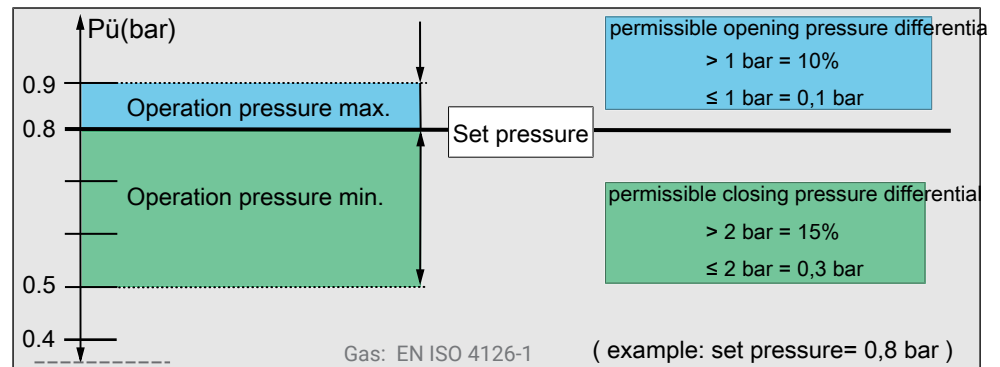 Pü(bar)
permissible opening pressure differentia
> 1 bar = 10%
≤ 1 bar = 0,1 bar
0.9
Operation pressure max.
0.8
Set pressure
Operation pressure min.
permissible closing pressure differential
> 2 bar = 15%
≤ 2 bar = 0,3 bar
0.5
0.4
Gas: EN ISO 4126-1
( example: set pressure= 0,8 bar )